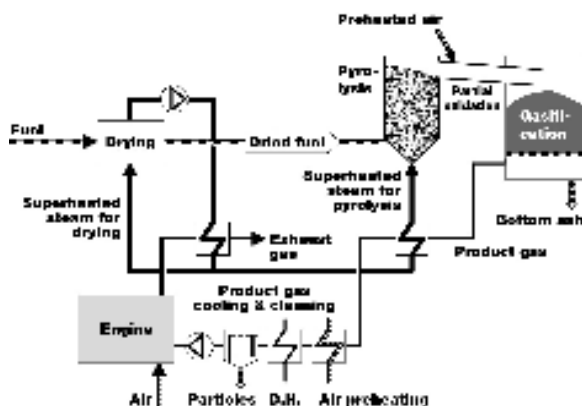 Preheated air
Pyro-
lysis
Partial
oxidation
Gasifi-
cation
Fuel
Drying
Dried fuel
Superheated
steam for
drying
Superheated
steam for
pyrolysis
Bottom ash
Exhaust
gas
Product gas
Product gas
cooling & cleaning
Engine
Air
Particles
D.H.
Air preheating